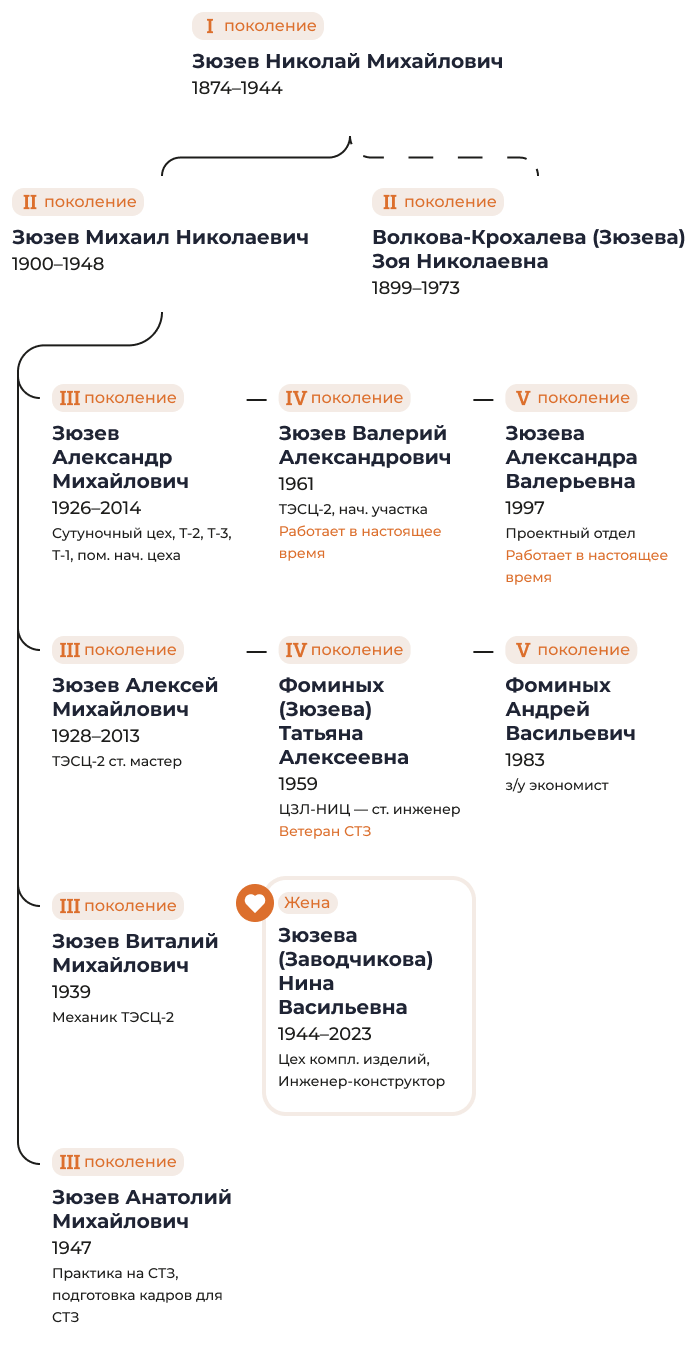 I поколение
Зюзев Николай Михайлович
1874–1944
II поколение
Зюзев Михаил Николаевич
1900–1948
II поколение
Волкова-Крохалева (Зюзева)
Зоя Николаевна
1899–1973
III поколение
Зюзев
Александр
Михайлович
1926–2014
Сутуночный цех, Т-2, Т-3,
Т-1, пом. нач. цеха
IV поколение
Зюзев Валерий
Александрович
1961
ТЭСЦ-2, нач. участка
Работает в настоящее
время
V поколение
Зюзева
Александра
Валерьевна
1997
Проектный отдел
Работает в настоящее
время
III поколение
Зюзев Алексей
Михайлович
1928–2013
ТЭСЦ-2 ст. мастер
IV поколение
Фоминых
(Зюзева)
Татьяна
Алексеевна
1959
ЦЗЛ-НИЦ — ст. инженер
Ветеран СТЗ
V поколение
Фоминых
Андрей
Васильевич
1983
з/у экономист
III поколение
Зюзев Виталий
Михайлович
1939
Механик ТЭСЦ-2
Жена
Зюзева
(Заводчикова)
Нина
Васильевна
1944–2023
Цех компл. изделий,
Инженер-конструктор
III поколение
Зюзев Анатолий
Михайлович
1947
Практика на СТЗ,
подготовка кадров для
СТЗ